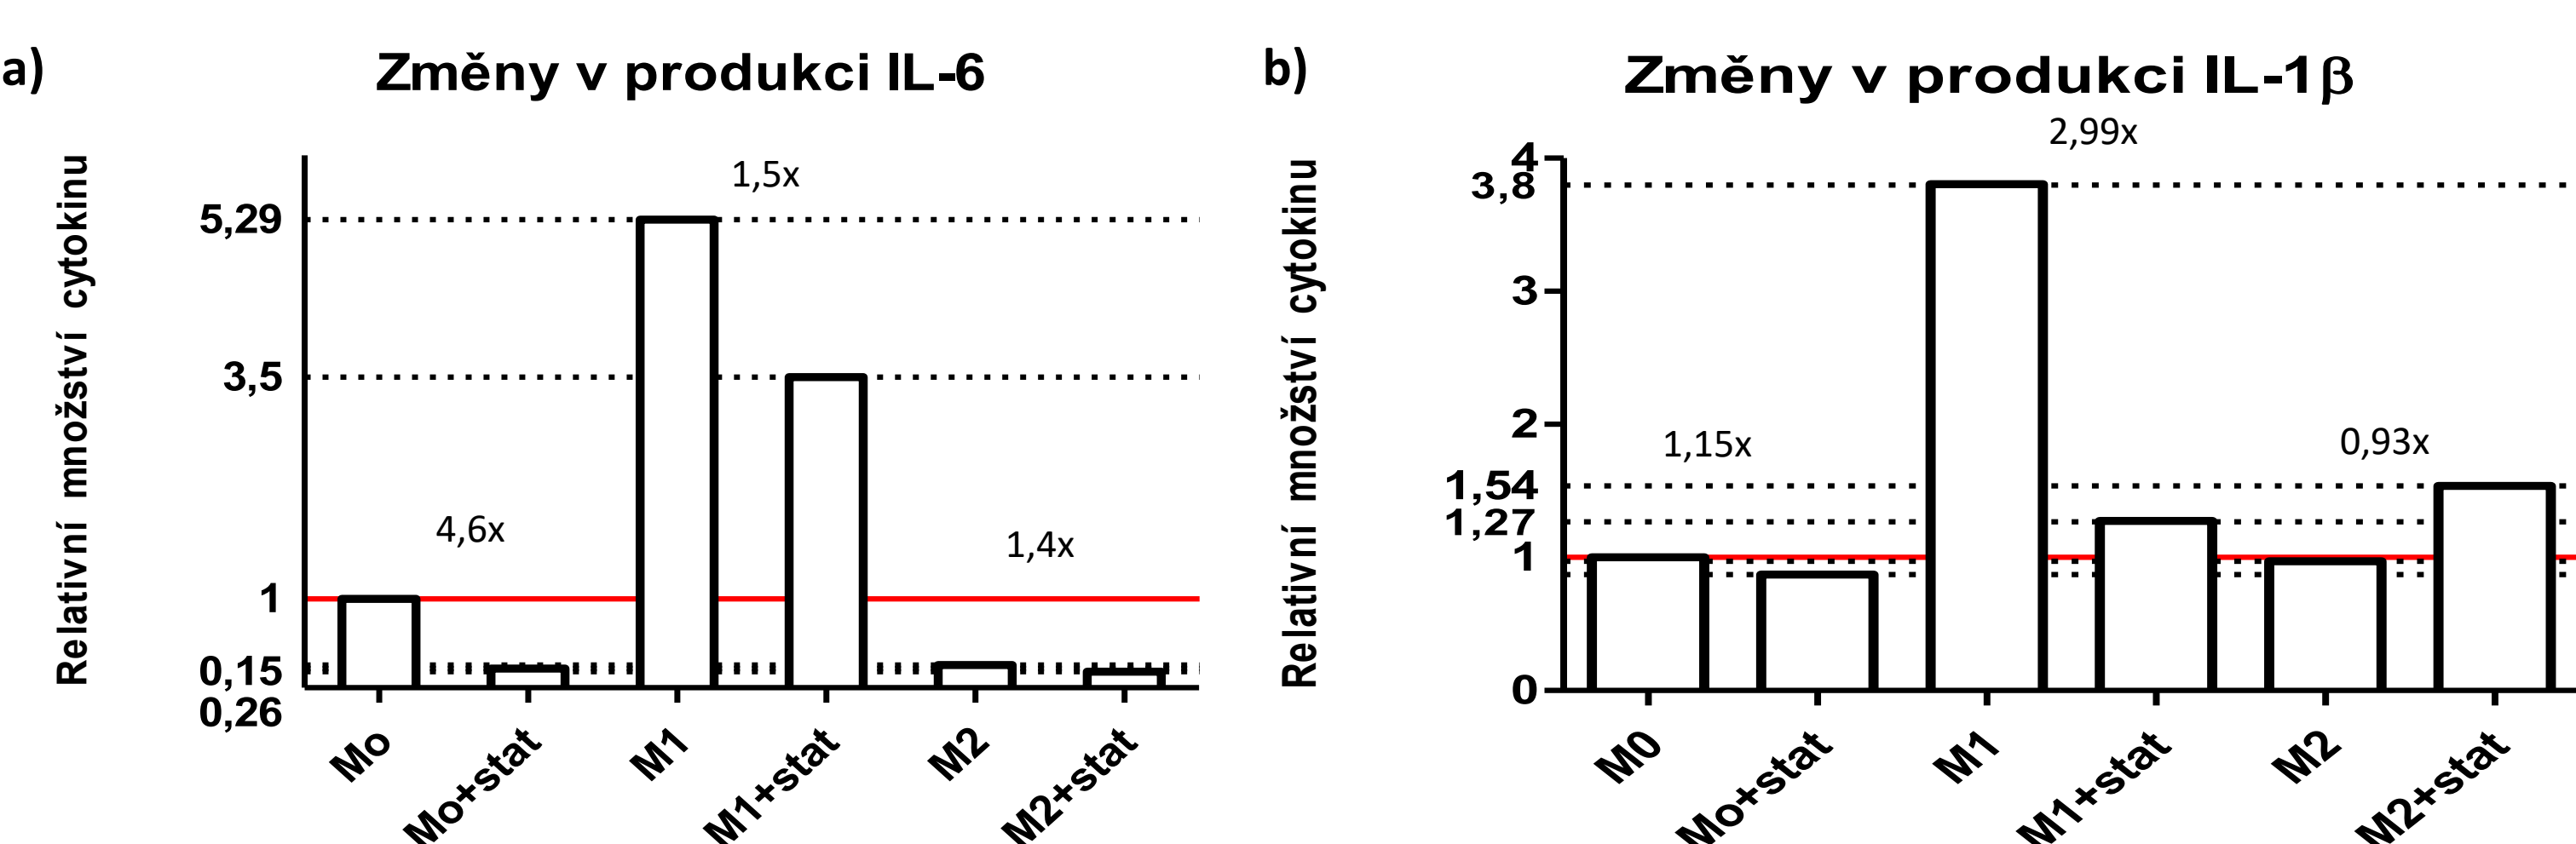 a)
Změny v produkci IL-6
Relativní množství cytokinu
1,5x
5,29
3,5
4,6x
1,4x
1
0,15
0,26
Mo
Mo+stat
M1
M1+stat
M2
M2+stat
b)
Změny v produkci IL-1β
Relativní množství cytokinu
2,99x
4
3,8
3
2
1,15x
0,93x
1,54
1,27
1
0
M0
Mo+stat
M1
M1+stat
M2
M2+stat